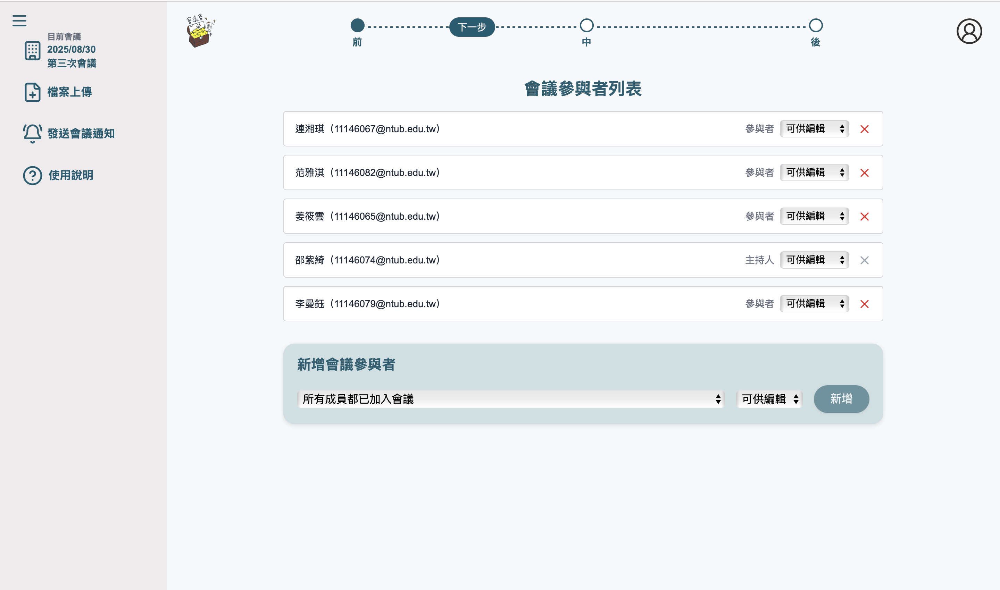 目前會議
2025/08/30
第三次會議
檔案上傳
發送會議通知
使用說明
會議寶
前
下一步
中
後
會議參與者列表
連湘琪（11146067@ntub.edu.tw） 參與者 可供編輯
范雅淇（11146082@ntub.edu.tw） 參與者 可供編輯
姜筱雲（11146065@ntub.edu.tw） 參與者 可供編輯
邵紫綺（11146074@ntub.edu.tw） 主持人 可供編輯
李曼鈺（11146079@ntub.edu.tw） 參與者 可供編輯
新增會議參與者
所有成員都已加入會議 可供編輯 新增